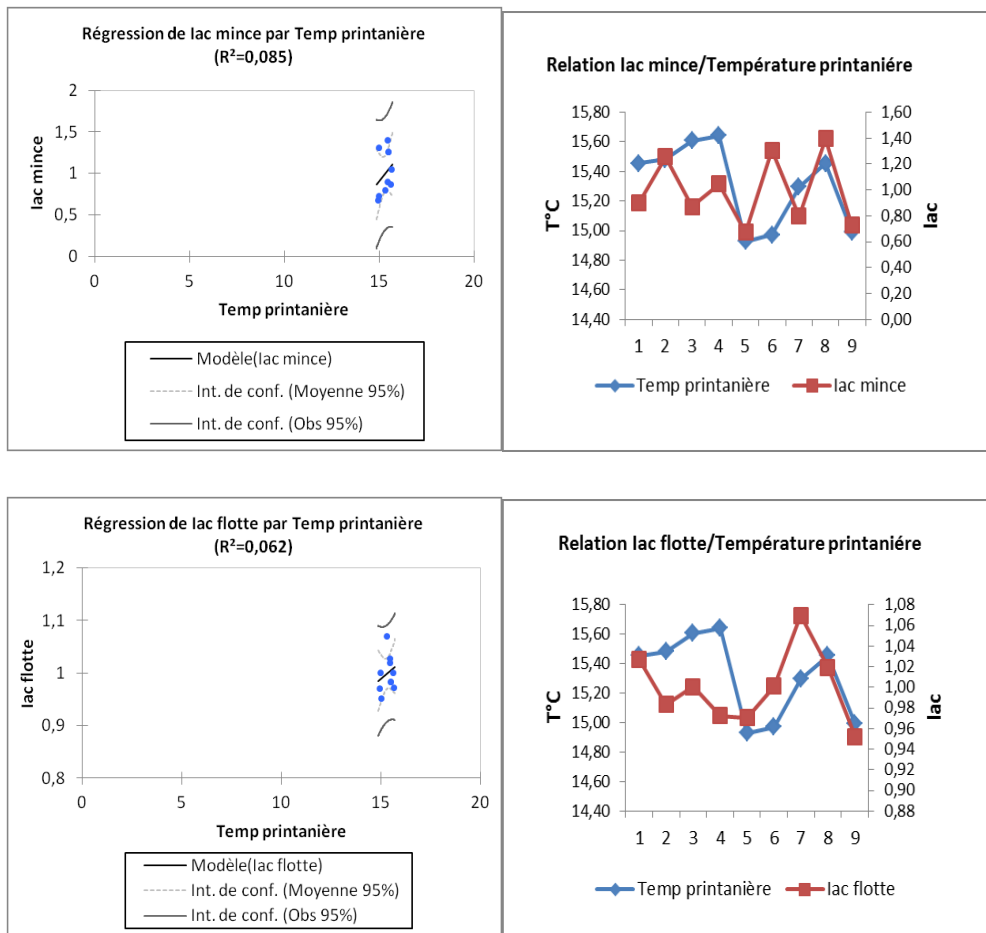 Régression de Iac mince par Temp printanière
(R²=0,085)
2
1,5
1
0,5
0
Iac mince
0 5 10 15 20
Temp printanière
Modèle(Iac mince)
Int. de conf. (Moyenne 95%)
Int. de conf. (Obs 95%)
Relation Iac mince/Température printaniére
15,80
15,60
15,40
15,20
15,00
14,80
14,60
14,40
T°C
1,60
1,40
1,20
1,00
0,80
0,60
0,40
0,20
0,00
Iac
1 2 3 4 5 6 7 8 9
Temp printanière Iac mince
Régression de Iac flotte par Temp printanière
(R²=0,062)
1,2
1,1
1
0,9
0,8
Iac flotte
0 5 10 15 20
Temp printanière
Modèle(Iac flotte)
Int. de conf. (Moyenne 95%)
Int. de conf. (Obs 95%)
Relation Iac flotte/Température printaniére
15,80
15,60
15,40
15,20
15,00
14,80
14,60
14,40
T°C
1,08
1,06
1,04
1,02
1,00
0,98
0,96
0,94
0,92
0,90
0,88
Iac
1 2 3 4 5 6 7 8 9
Temp printanière Iac flotte